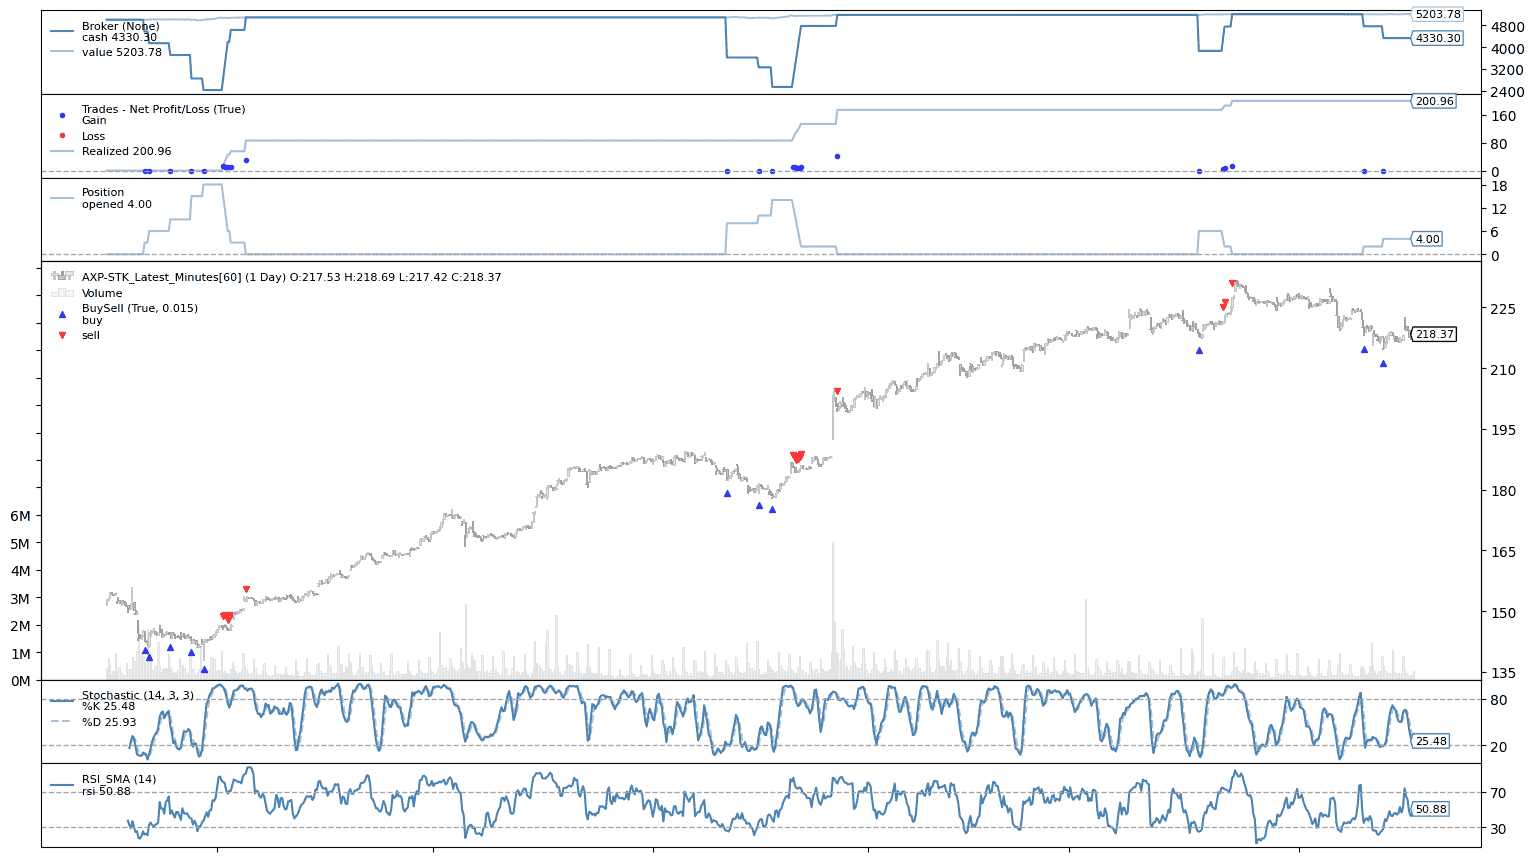 Broker (None)
cash 4330.30
value 5203.78
5203.78
4800
4330.30
4000
3200
2400
Trades - Net Profit/Loss (True)
Gain
Loss
Realized 200.96
200.96
160
80
0
Position
opened 4.00
18
12
6
4.00
0
AXP-STK_Latest_Minutes[60] (1 Day) O:217.53 H:218.69 L:217.42 C:218.37
Volume
BuySell (True, 0.015)
buy
sell
225
218.37
210
195
180
165
150
135
6M
5M
4M
3M
2M
1M
0M
Stochastic (14, 3, 3)
%K 25.48
%D 25.93
80
25.48
20
RSI_SMA (14)
rsi 50.88
70
50.88
30